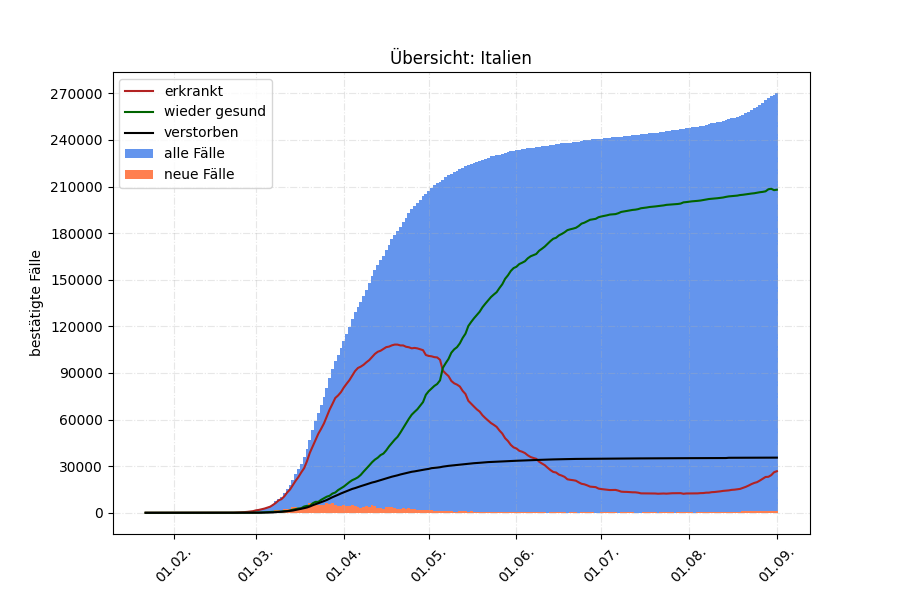 Übersicht: Italien
erkrankt
wieder gesund
verstorben
alle Fälle
neue Fälle
bestätigte Fälle
270000
240000
210000
180000
150000
120000
90000
60000
30000
0
01.02.
01.03.
01.04.
01.05.
01.06.
01.07.
01.08.
01.09.